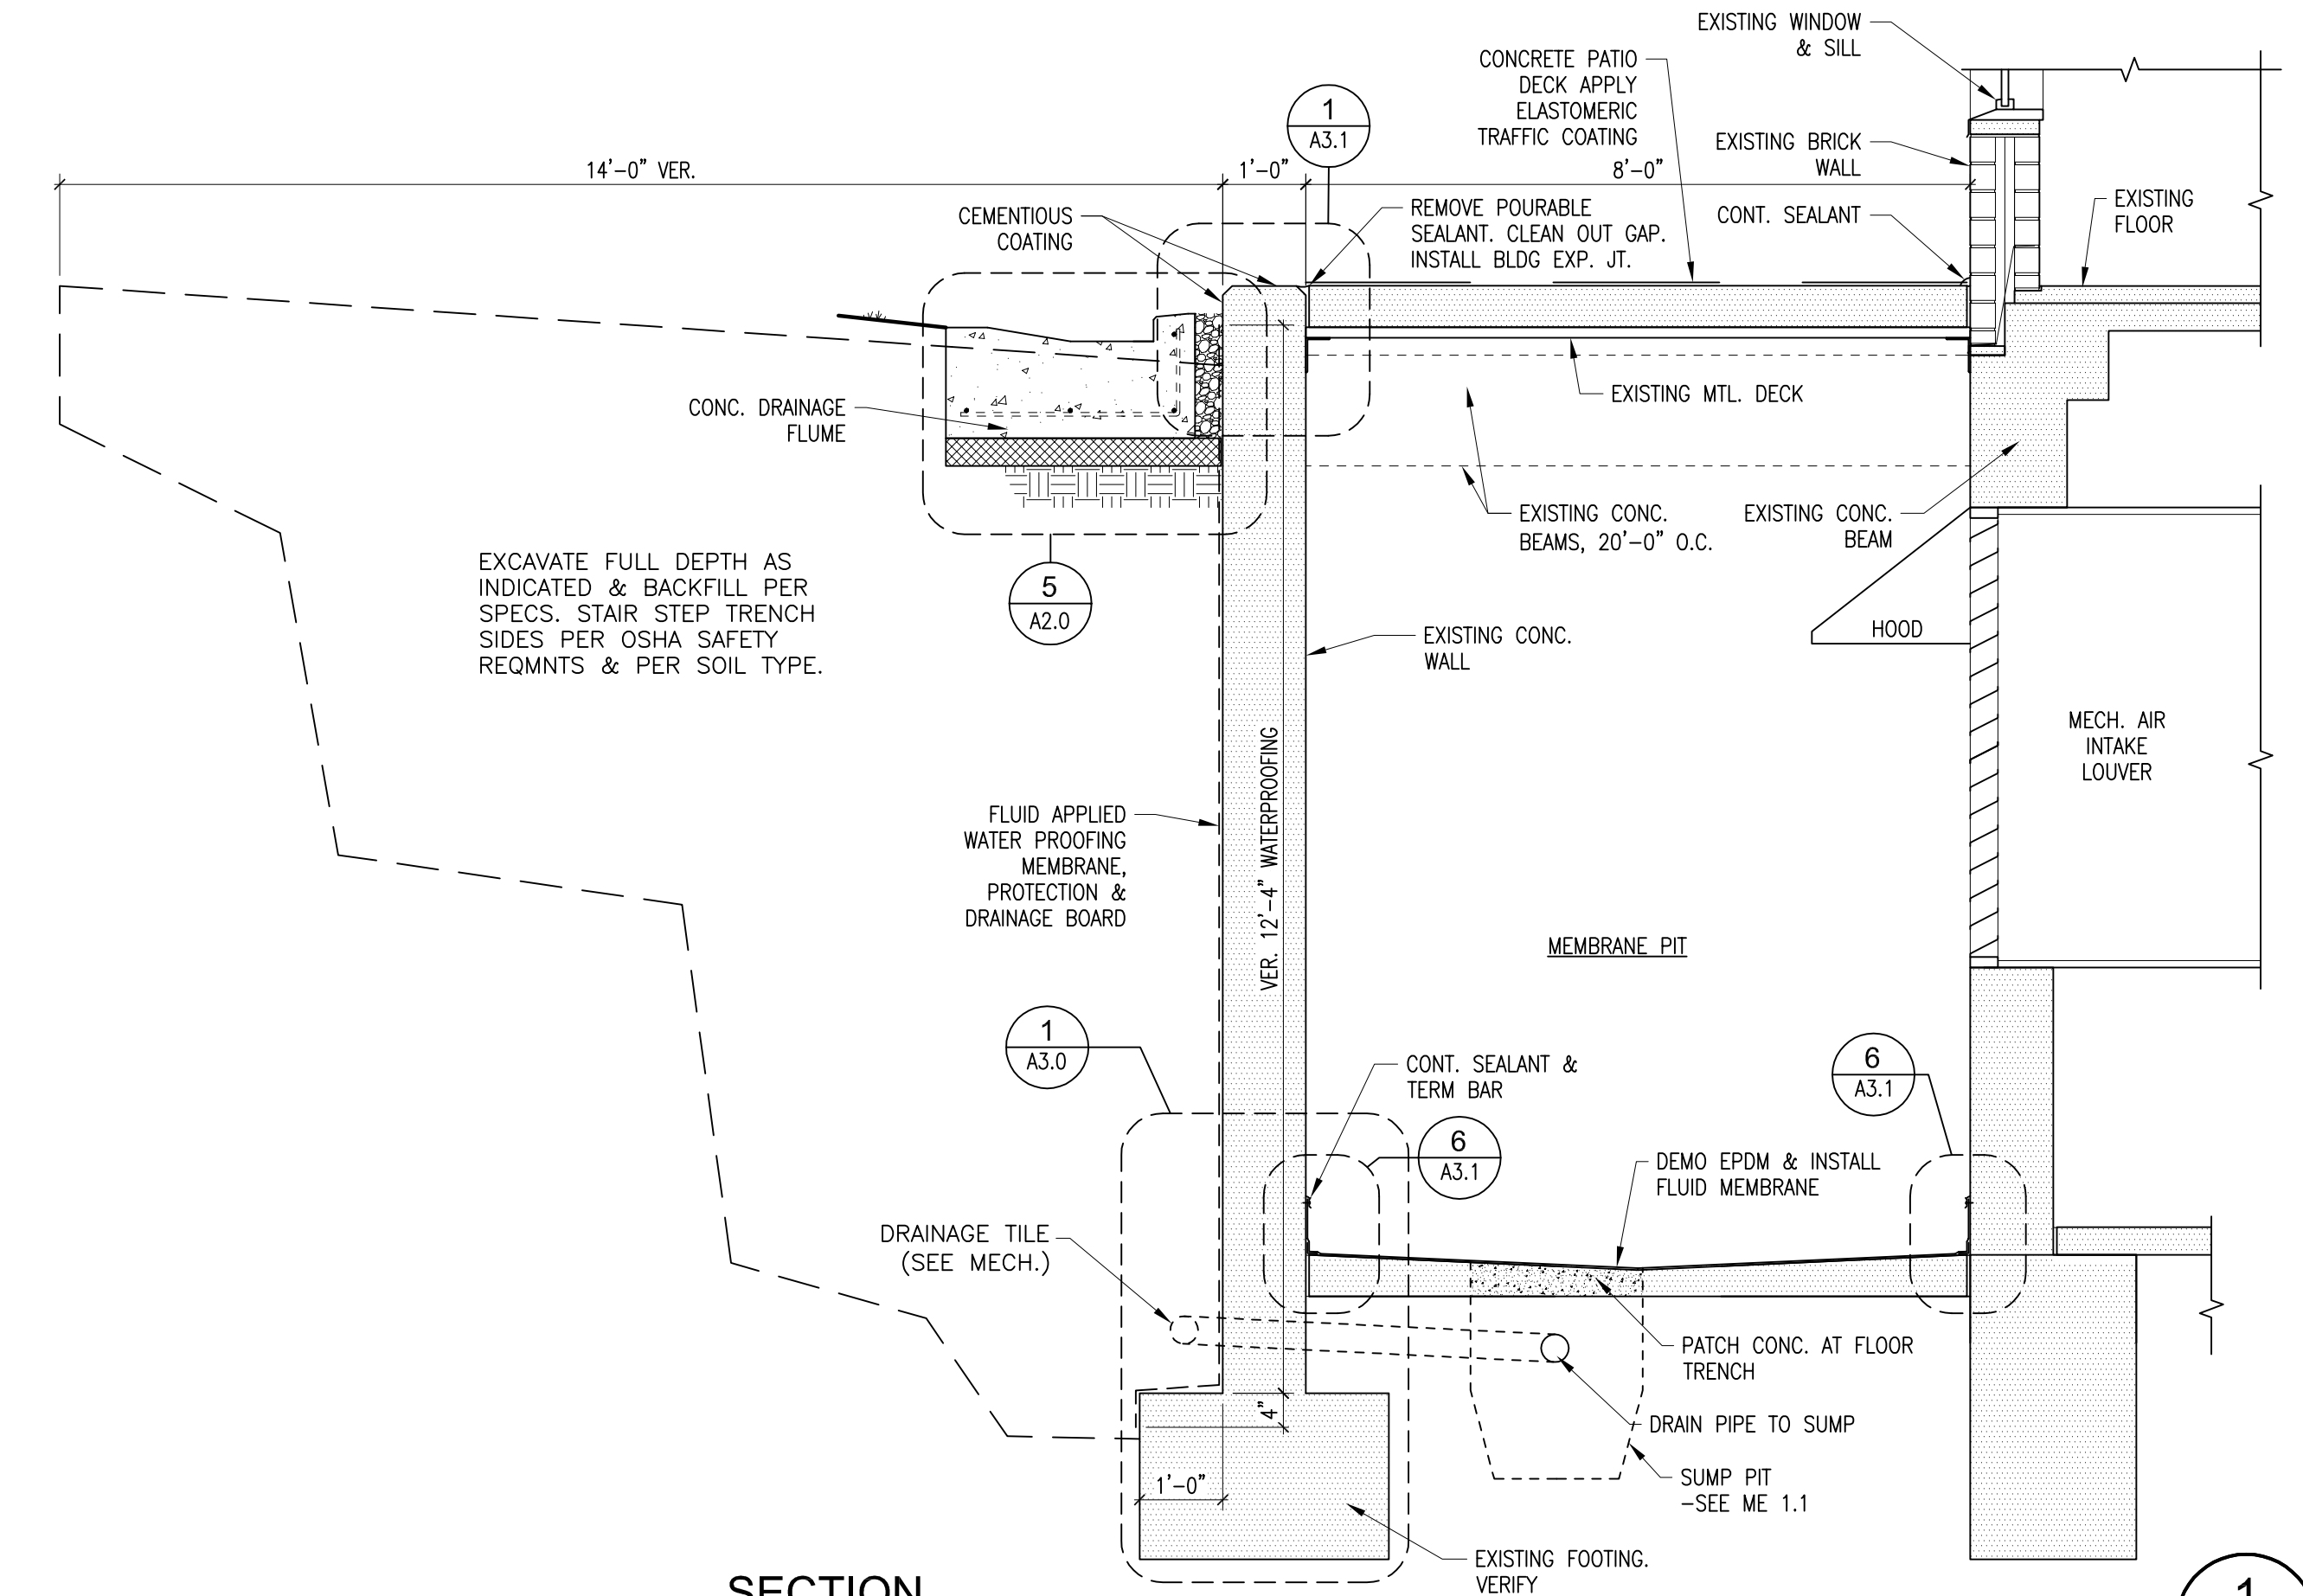 EXISTING WINDOW
& SILL
CONCRETE PATIO
DECK APPLY
ELASTOMERIC
TRAFFIC COATING
1
A3.1
EXISTING BRICK
WALL
14'-0" VER.
1'-0"
8'-0"
EXISTING
FLOOR
CEMENTIOUS
COATING
REMOVE POURABLE
SEALANT. CLEAN OUT GAP.
INSTALL BLDG EXP. JT.
CONT. SEALANT
CONC. DRAINAGE
FLUME
EXISTING MTL. DECK
EXISTING CONC.
BEAMS, 20'-0" O.C.
EXISTING CONC.
BEAM
EXCAVATE FULL DEPTH AS
INDICATED & BACKFILL PER
SPECS. STAIR STEP TRENCH
SIDES PER OSHA SAFETY
REQMNTS & PER SOIL TYPE.
5
A2.0
EXISTING CONC.
WALL
HOOD
MECH. AIR
INTAKE
LOUVER
FLUID APPLIED
WATER PROOFING
MEMBRANE,
PROTECTION &
DRAINAGE BOARD
VER. 12'-4" WATERPROOFING
MEMBRANE PIT
1
A3.0
CONT. SEALANT &
TERM BAR
6
A3.1
6
A3.1
DEMO EPDM & INSTALL
FLUID MEMBRANE
DRAINAGE TILE
(SEE MECH.)
PATCH CONC. AT FLOOR
TRENCH
4"
DRAIN PIPE TO SUMP
1'-0"
SUMP PIT
-SEE ME 1.1
EXISTING FOOTING.
VERIFY
SECTION
1